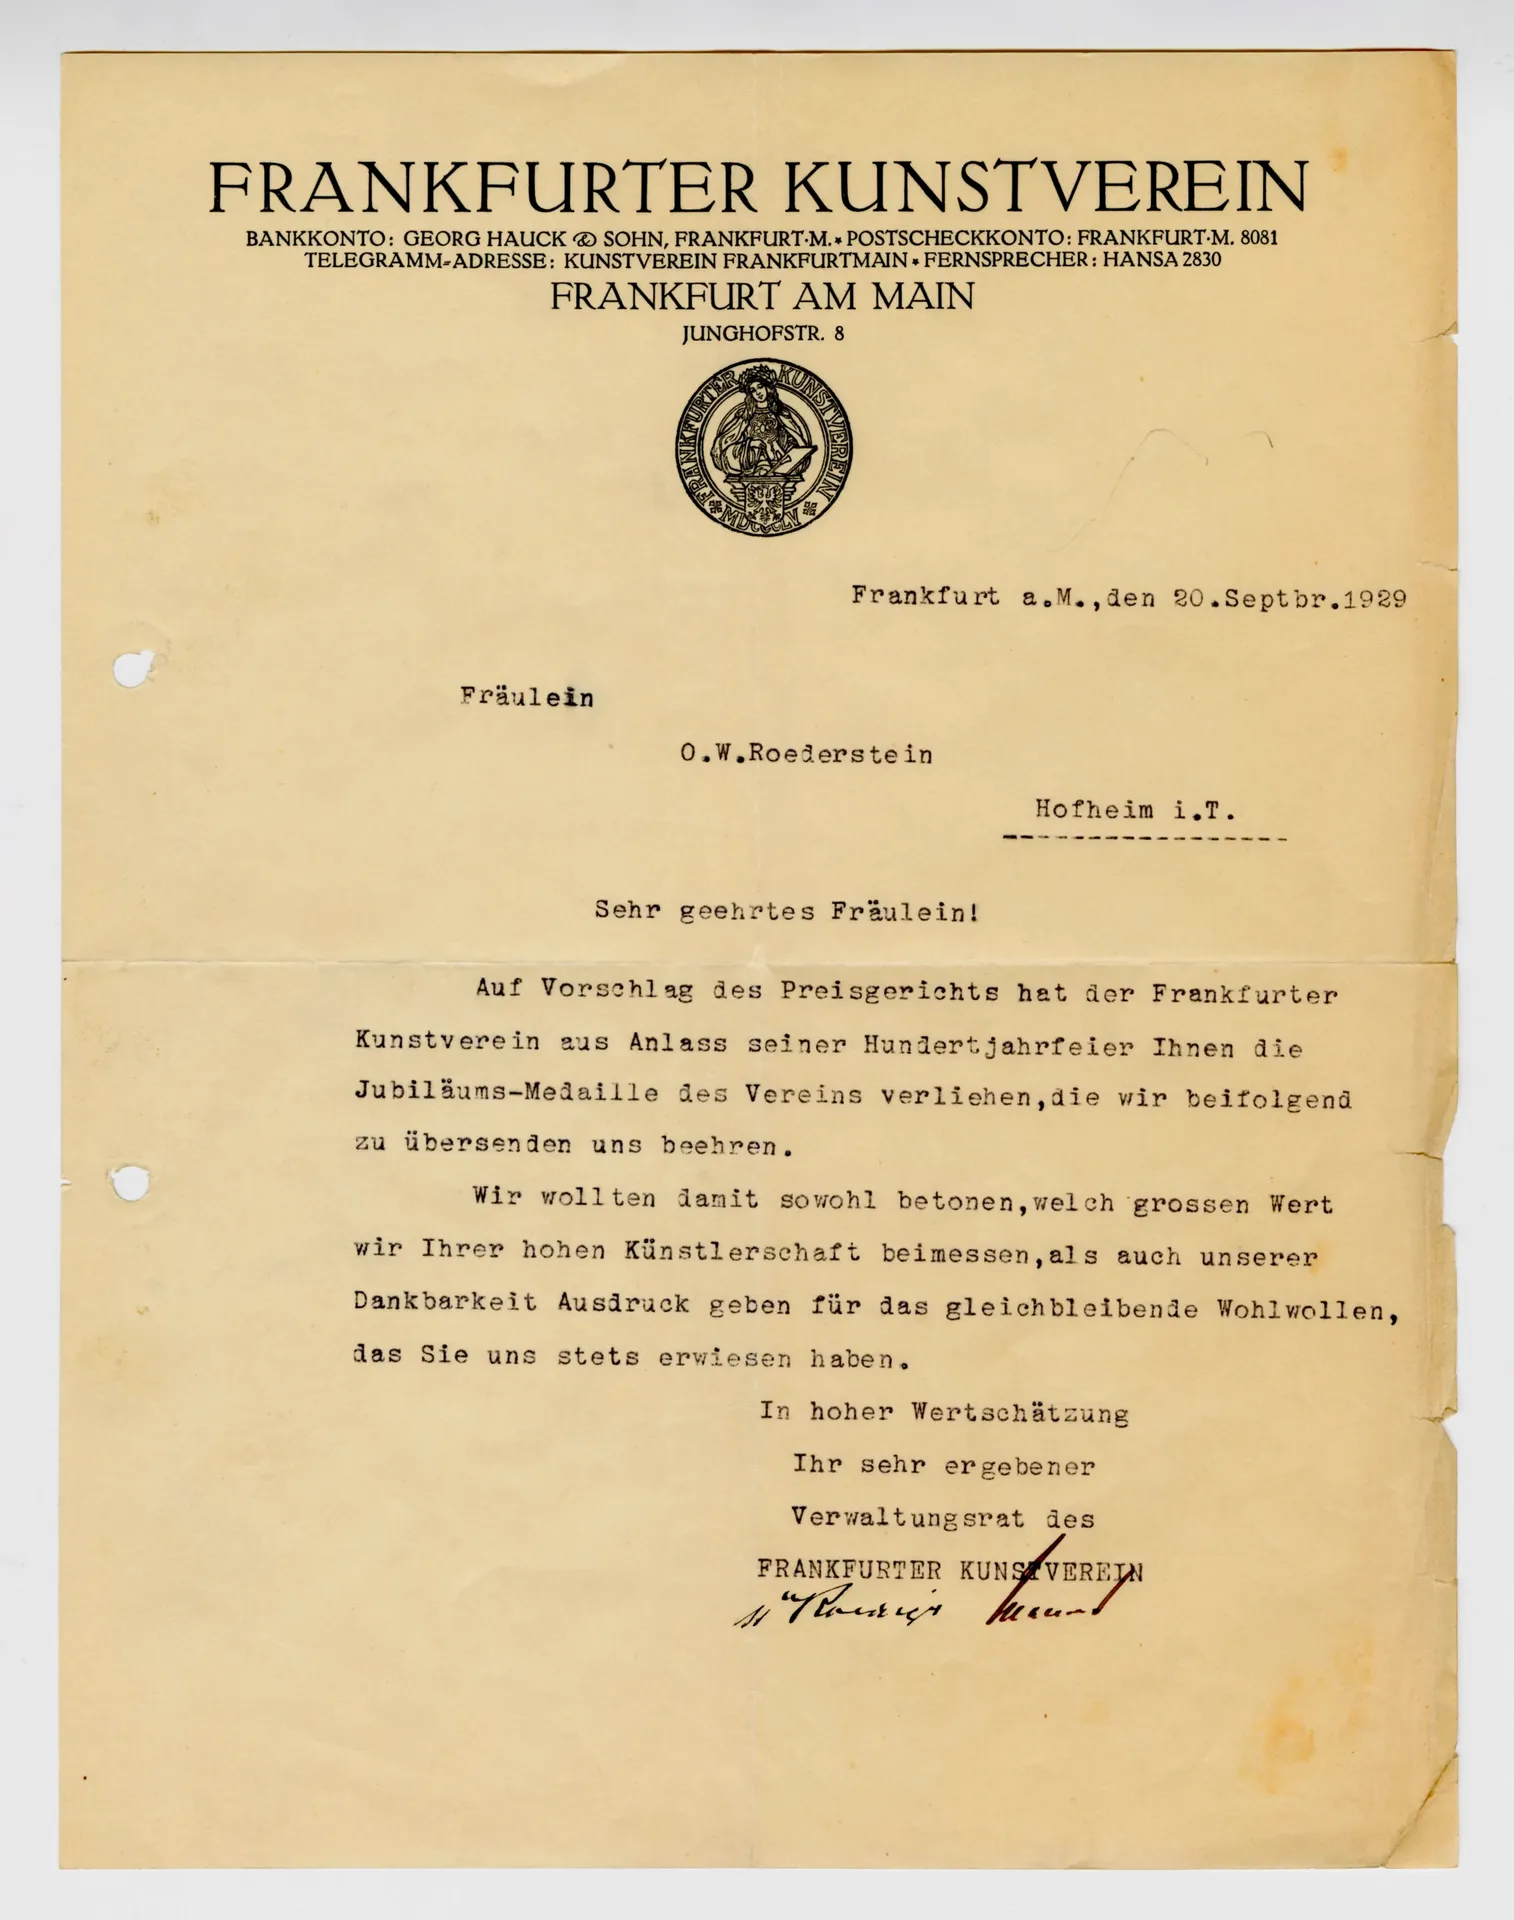 FRANKFURTER KUNSTVEREIN
BANKKONTO: GEORG HAUCK & SOHN, FRANKFURT·M. * POSTSCHECKKONTO: FRANKFURT·M. 8081
TELEGRAMM-ADRESSE: KUNSTVEREIN FRANKFURTMAIN * FERNSPRECHER: HANSA 2830
FRANKFURT AM MAIN
JUNGHOFSTR. 8
FRANKFURTER KUNSTVEREIN
Frankfurt a.M.,den 20.Septbr.1929
Fräulein
O.W.Roederstein
Hofheim i.T.
Sehr geehrtes Fräulein!
Auf Vorschlag des Preisgerichts hat der Frankfurter
Kunstverein aus Anlass seiner Hundertjahrfeier Ihnen die
Jubiläums-Medaille des Vereins verliehen,die wir beifolgend
zu übersenden uns beehren.
Wir wollten damit sowohl betonen,welch grossen Wert
wir Ihrer hohen Künstlerschaft beimessen,als auch unserer
Dankbarkeit Ausdruck geben für das gleichbleibende Wohlwollen,
das Sie uns stets erwiesen haben.
In hoher Wertschätzung
Ihr sehr ergebener
Verwaltungsrat des
FRANKFURTER KUNSTVEREIN